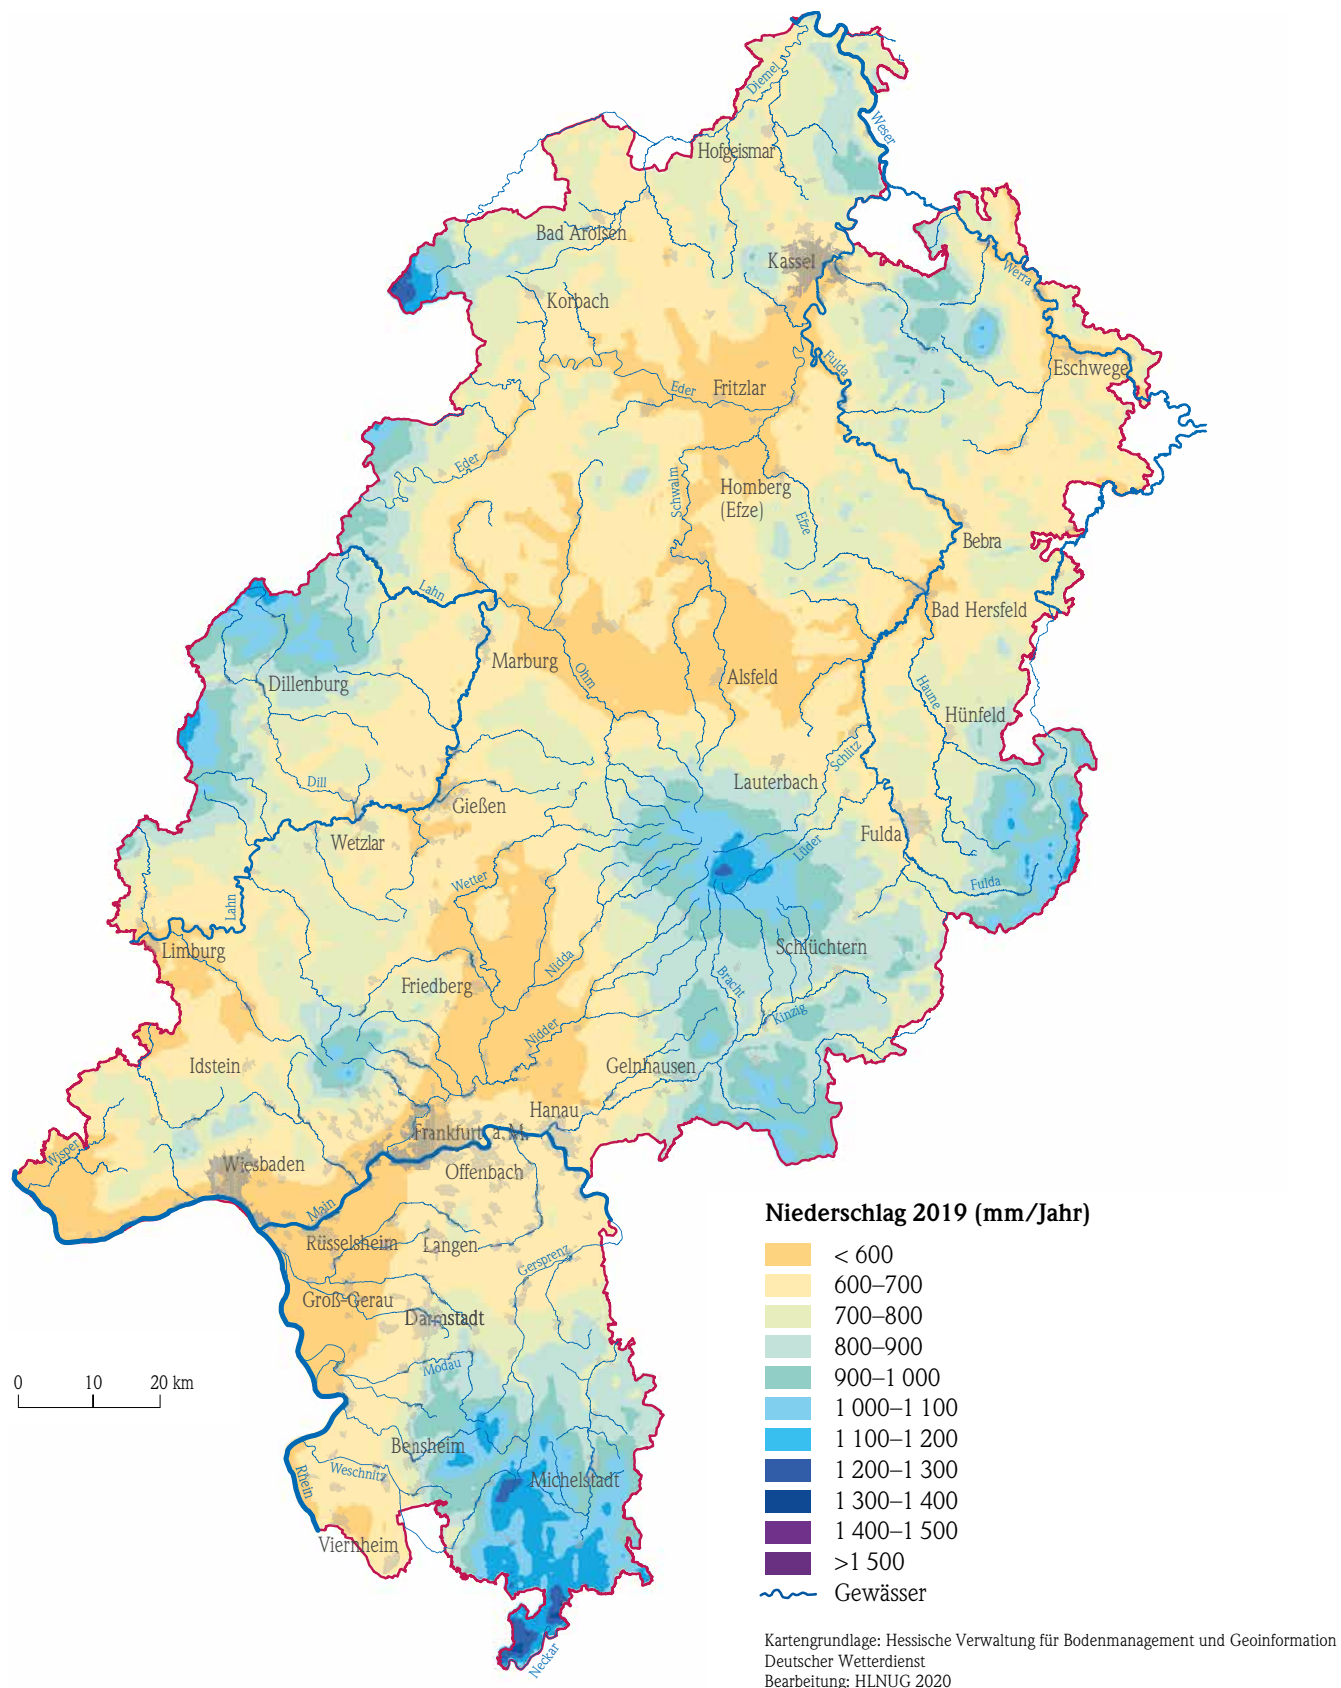 Diemel
Weser
Hofgeismar
Bad Arolsen
Kassel
Werra
Korbach
Fulda
Eschwege
Eder
Fritzlar
Eder
Schwalm
Homberg
(Efze)
Efze
Bebra
Lahn
Bad Hersfeld
Marburg
Ohm
Alsfeld
Dillenburg
Haune
Hünfeld
Schlitz
Lauterbach
Dill
Gießen
Wetzlar
Fulda
Lüder
Wetter
Fulda
Lahn
Limburg
Schlüchtern
Nidda
Friedberg
Bracht
Kinzig
Nidder
Idstein
Gelnhausen
Hanau
Frankfurt a. M.
Wisper
Wiesbaden
Offenbach
Main
Rüsselsheim
Langen
Gersprenz
Groß-Gerau
Darmstadt
Modau
Bensheim
Weschnitz
Rhein
Michelstadt
Viernheim
Neckar
0 10 20 km
Niederschlag 2019 (mm/Jahr)
< 600
600–700
700–800
800–900
900–1 000
1 000–1 100
1 100–1 200
1 200–1 300
1 300–1 400
1 400–1 500
>1 500
Gewässer
Kartengrundlage: Hessische Verwaltung für Bodenmanagement und Geoinformation
Deutscher Wetterdienst
Bearbeitung: HLNUG 2020